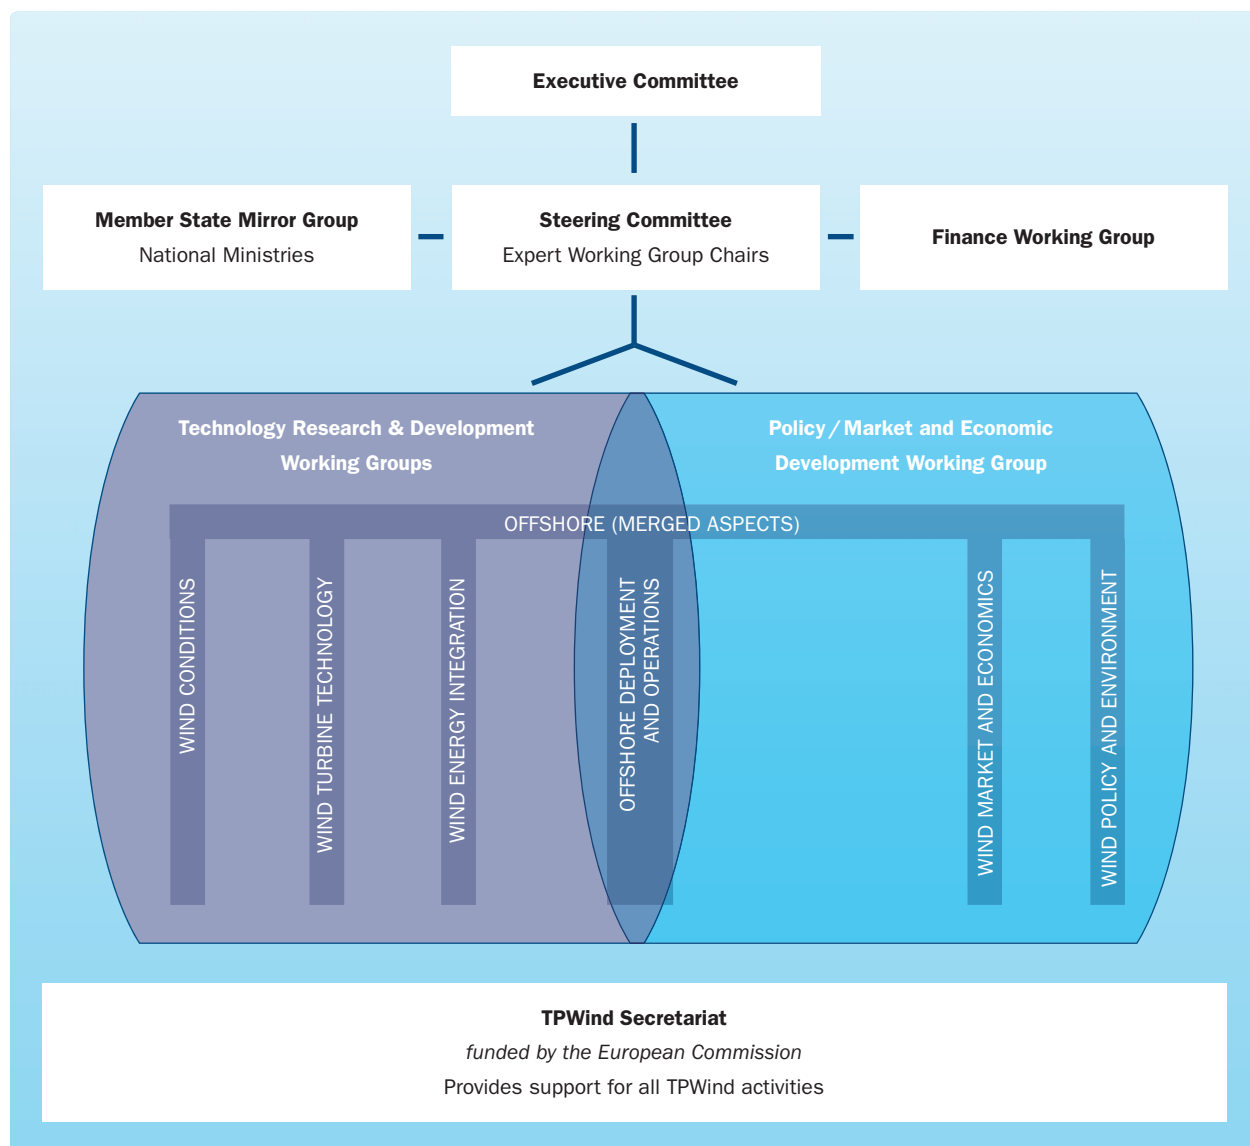 Executive Committee
Member State Mirror Group
National Ministries
Steering Committee
Expert Working Group Chairs
Finance Working Group
Technology Research & Development
Working Groups
Policy / Market and Economic
Development Working Group
OFFSHORE (MERGED ASPECTS)
WIND CONDITIONS
WIND TURBINE TECHNOLOGY
WIND ENERGY INTEGRATION
OFFSHORE DEPLOYMENT
AND OPERATIONS
WIND MARKET AND ECONOMICS
WIND POLICY AND ENVIRONMENT
TPWind Secretariat
funded by the European Commission
Provides support for all TPWind activities